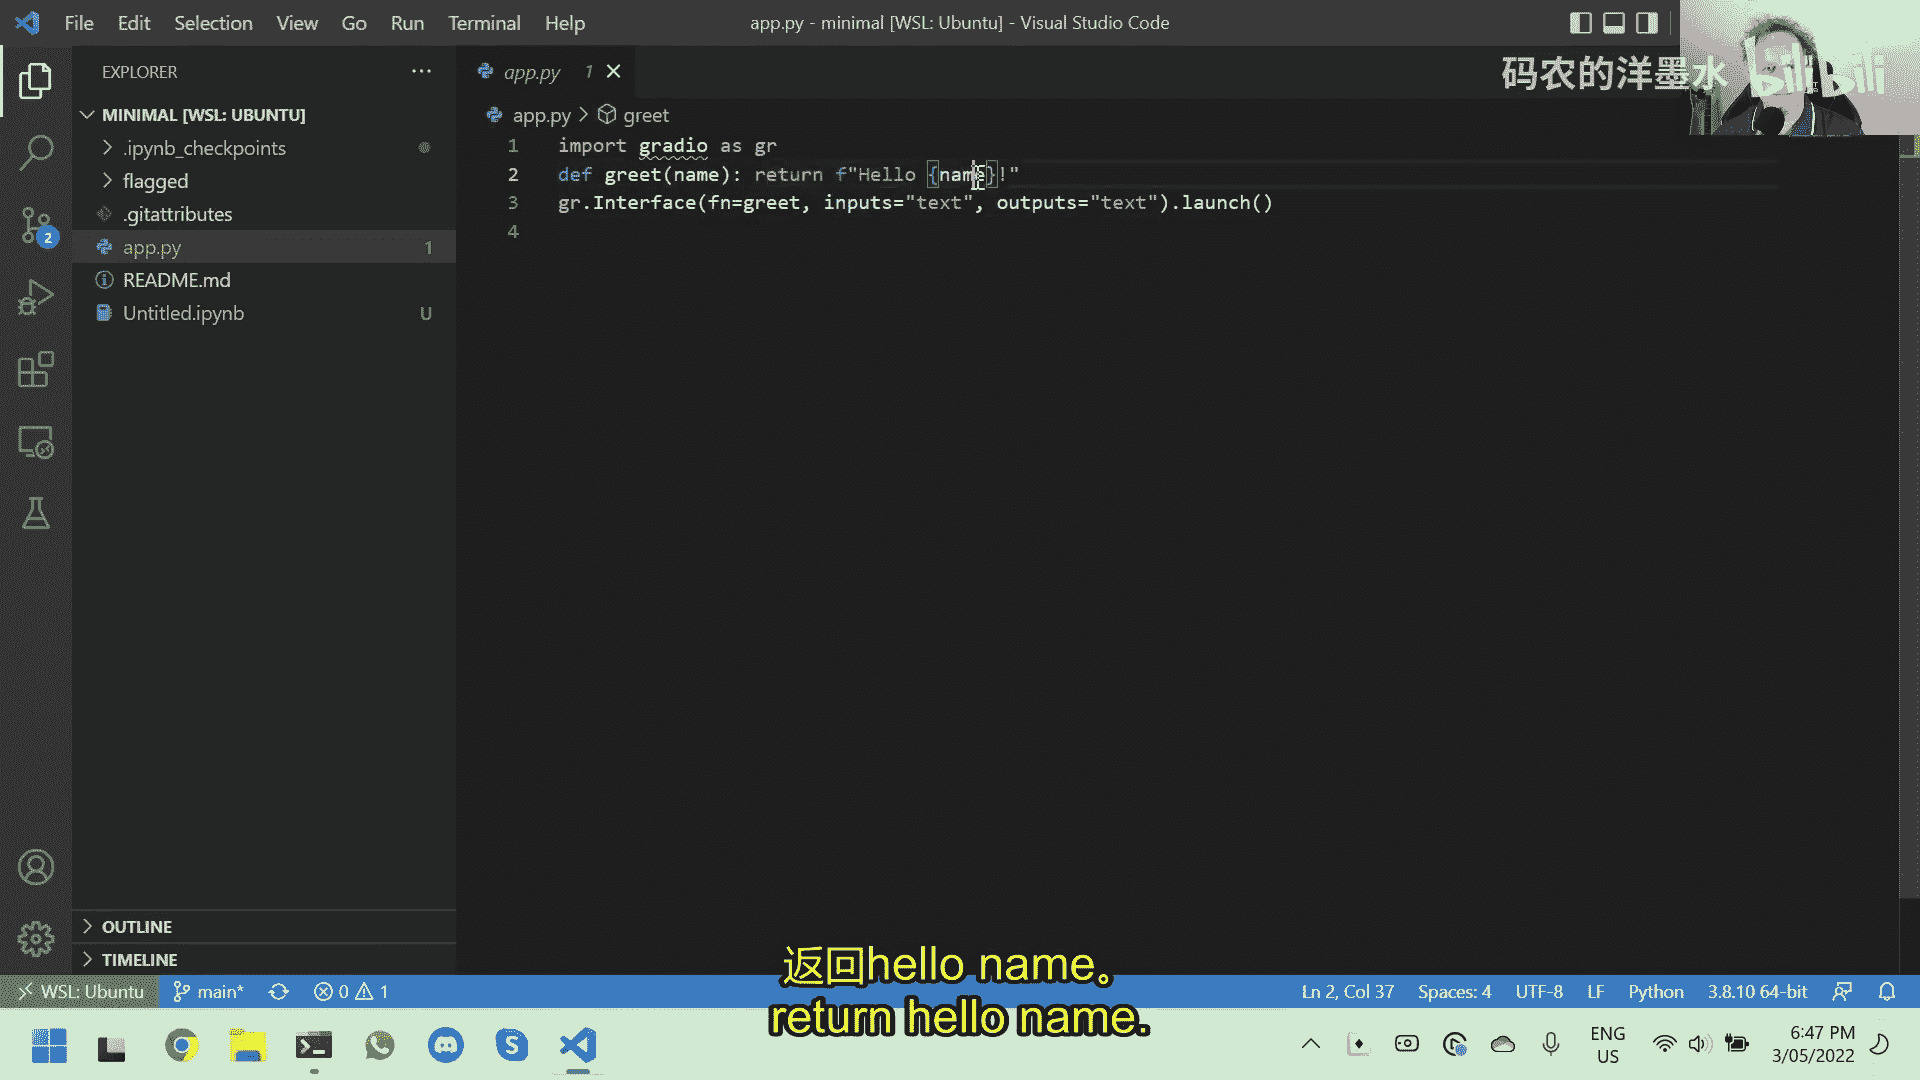 File Edit Selection View Go Run Terminal Help
app.py - minimal [WSL: Ubuntu] - Visual Studio Code
码农的洋墨水 bilibili
EXPLORER
app.py 1
MINIMAL [WSL: UBUNTU]
.ipynb_checkpoints
flagged
.gitattributes
app.py 1
README.md
Untitled.ipynb U
2
app.py > greet
1 import gradio as gr
2 def greet(name): return f"Hello {name}!"
3 gr.Interface(fn=greet, inputs="text", outputs="text").launch()
4
OUTLINE
TIMELINE
返回hello name。
return hello name.
WSL: Ubuntu main* 0 1 Ln 2, Col 37 Spaces: 4 UTF-8 LF Python 3.8.10 64-bit
ENG
US
6:47 PM
3/05/2022